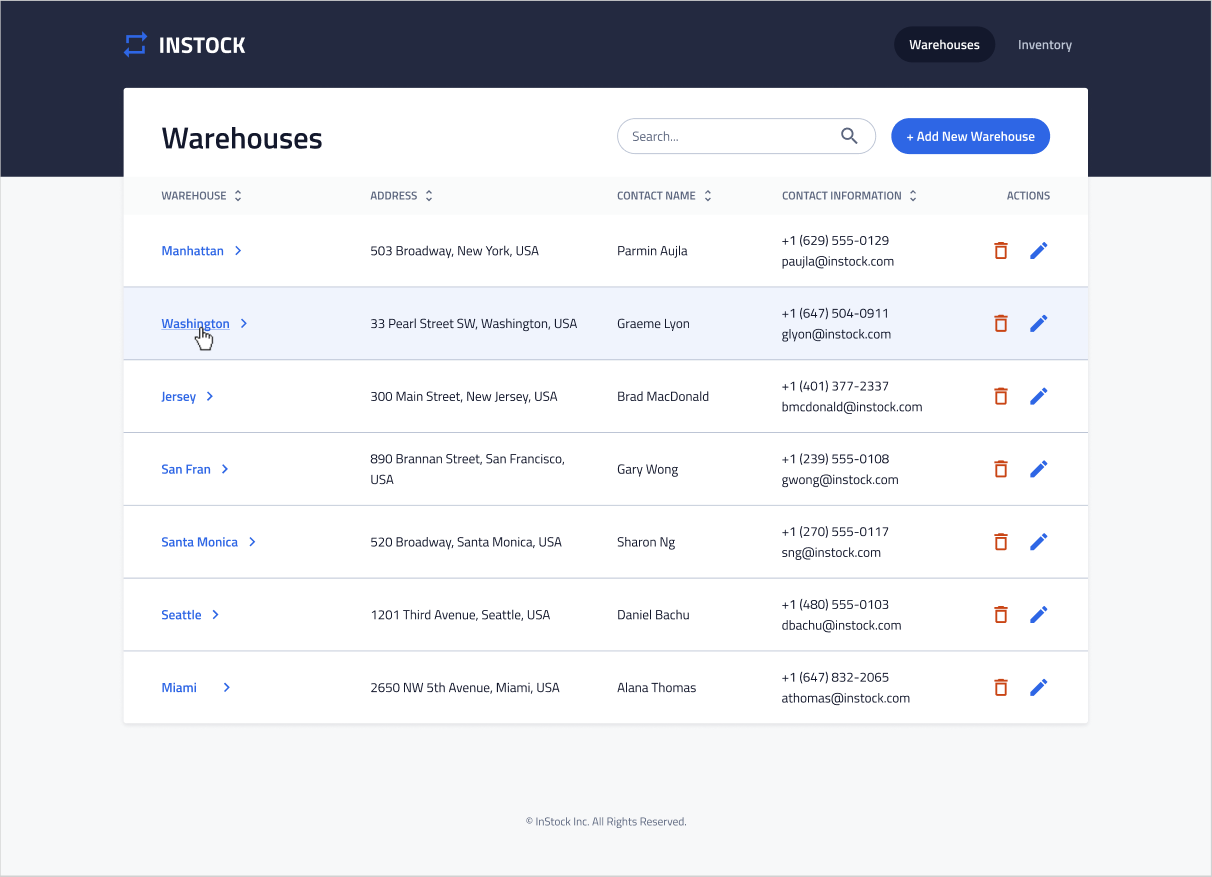 INSTOCK
Warehouses
Inventory
Warehouses
Search...
+ Add New Warehouse
WAREHOUSE
ADDRESS
CONTACT NAME
CONTACT INFORMATION
ACTIONS
Manhattan
503 Broadway, New York, USA
Parmin Aujla
+1 (629) 555-0129
paujla@instock.com
Washington
33 Pearl Street SW, Washington, USA
Graeme Lyon
+1 (647) 504-0911
glyon@instock.com
Jersey
300 Main Street, New Jersey, USA
Brad MacDonald
+1 (401) 377-2337
bmcdonald@instock.com
San Fran
890 Brannan Street, San Francisco,
USA
Gary Wong
+1 (239) 555-0108
gwong@instock.com
Santa Monica
520 Broadway, Santa Monica, USA
Sharon Ng
+1 (270) 555-0117
sng@instock.com
Seattle
1201 Third Avenue, Seattle, USA
Daniel Bachu
+1 (480) 555-0103
dbachu@instock.com
Miami
2650 NW 5th Avenue, Miami, USA
Alana Thomas
+1 (647) 832-2065
athomas@instock.com
© InStock Inc. All Rights Reserved.